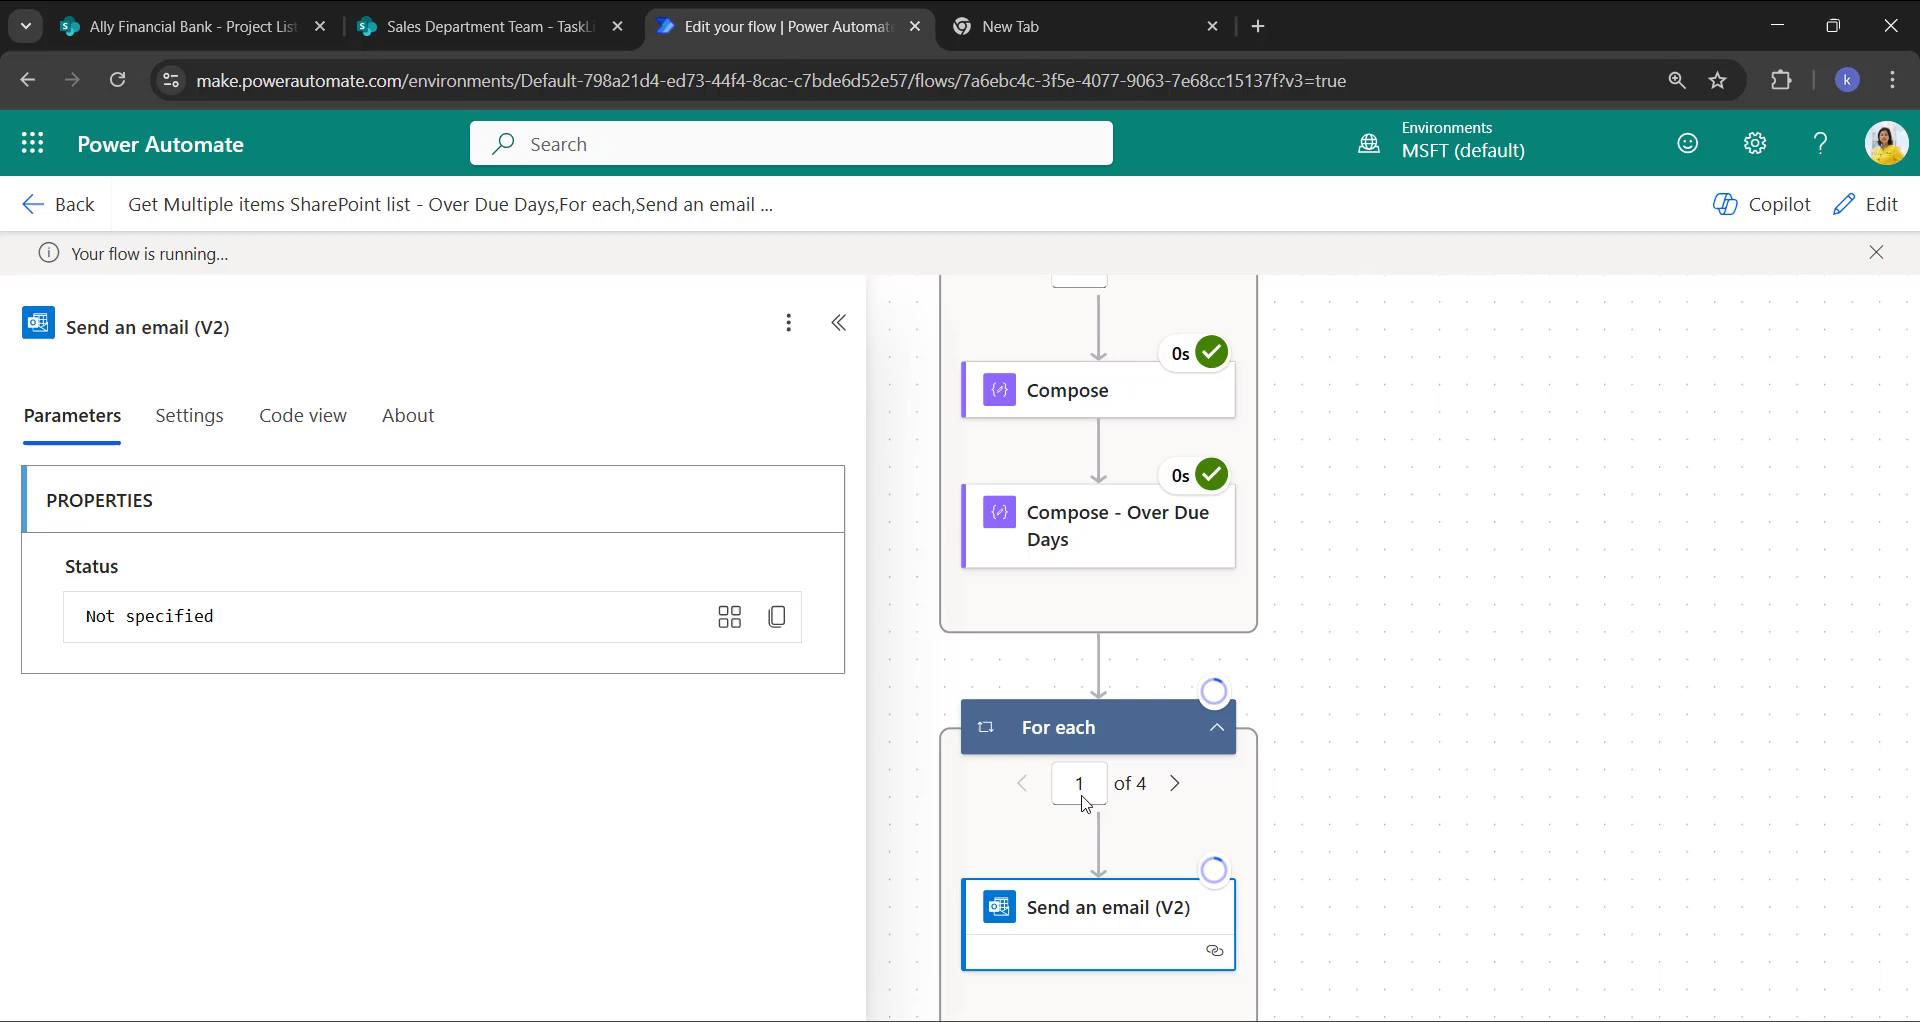 Ally Financial Bank - Project List
Sales Department Team - TaskLi
Edit your flow | Power Automat
New Tab
make.powerautomate.com/environments/Default-798a21d4-ed73-44f4-8cac-c7bde6d52e57/flows/7a6ebc4c-3f5e-4077-9063-7e68cc15137f?v3=true
k
Power Automate
Search
Environments
MSFT (default)
Back
Get Multiple items SharePoint list - Over Due Days,For each,Send an email ...
Copilot
Edit
Your flow is running...
Send an email (V2)
Parameters
Settings
Code view
About
PROPERTIES
Status
Not specified
0s
Compose
0s
Compose - Over Due
Days
For each
1 of 4
Send an email (V2)